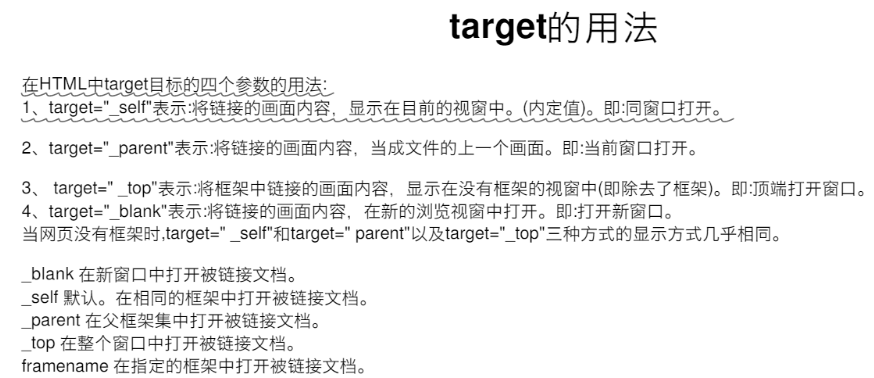 target的用法
在HTML中target目标的四个参数的用法:
1、target="_self"表示:将链接的画面内容，显示在目前的视窗中。(内定值)。即:同窗口打开。
2、target="_parent"表示:将链接的画面内容，当成文件的上一个画面。即:当前窗口打开。
3、 target=" _top"表示:将框架中链接的画面内容，显示在没有框架的视窗中(即除去了框架)。即:顶端打开窗口。
4、target="_blank"表示:将链接的画面内容，在新的浏览视窗中打开。即:打开新窗口。
当网页没有框架时,target=" _self"和target=" parent"以及target="_top"三种方式的显示方式几乎相同。
_blank 在新窗口中打开被链接文档。
_self 默认。在相同的框架中打开被链接文档。
_parent 在父框架集中打开被链接文档。
_top 在整个窗口中打开被链接文档。
framename 在指定的框架中打开被链接文档。